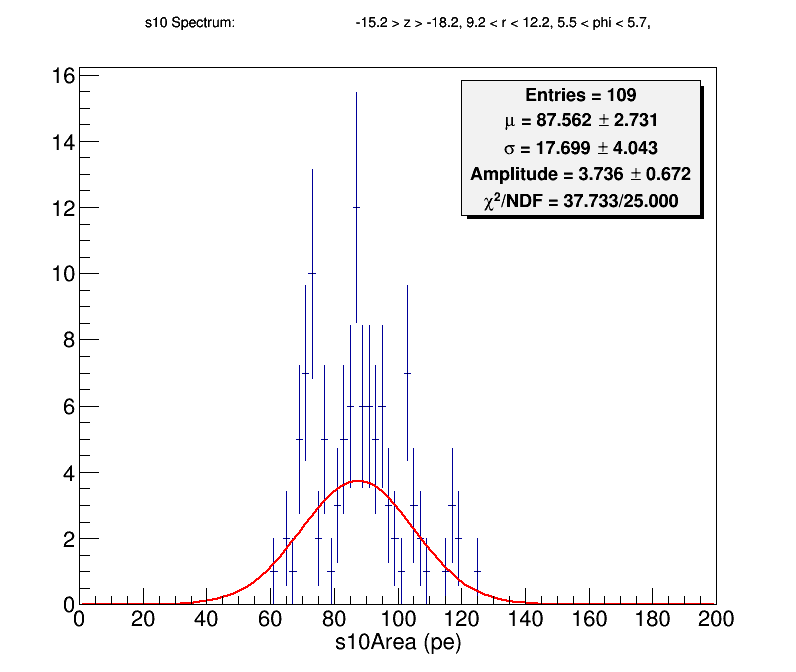 s10 Spectrum: -15.2 > z > -18.2, 9.2 < r < 12.2, 5.5 < phi < 5.7,
Entries = 109
μ = 87.562 ± 2.731
σ = 17.699 ± 4.043
Amplitude = 3.736 ± 0.672
χ²/NDF = 37.733/25.000
16
14
12
10
8
6
4
2
0
0 20 40 60 80 100 120 140 160 180 200
s10Area (pe)